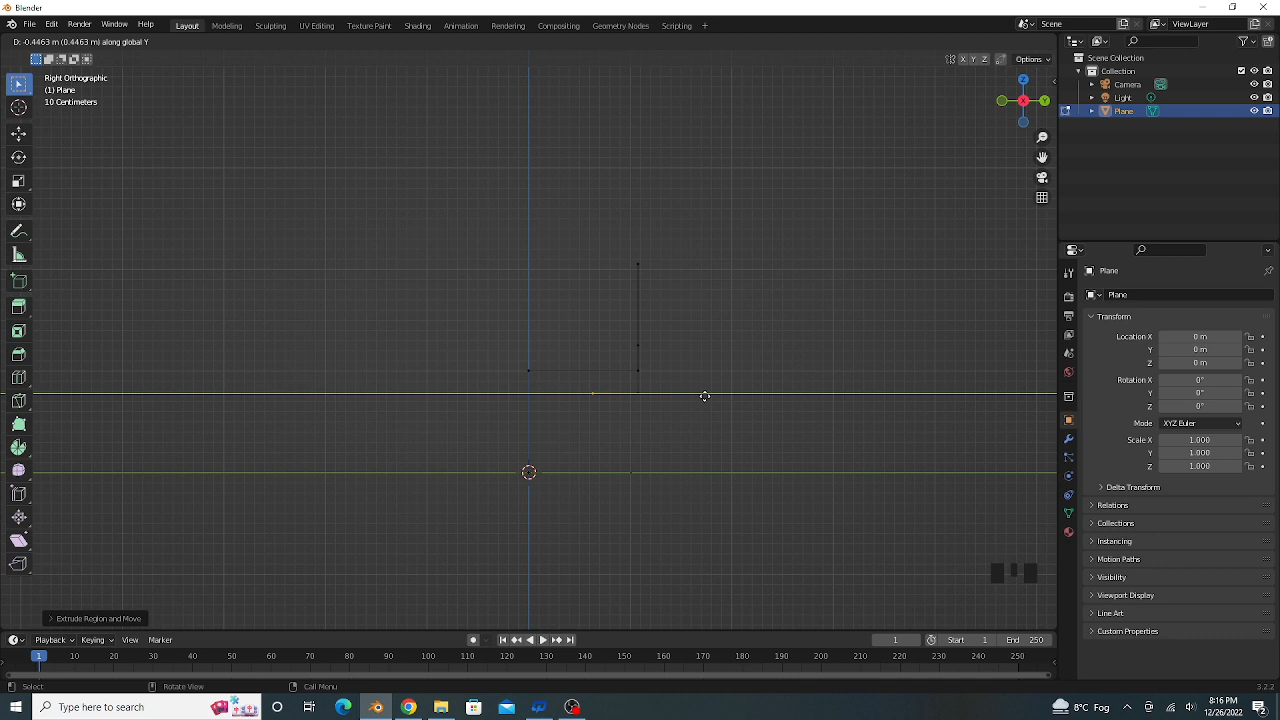 Blender
File Edit Render Window Help Layout Modeling Sculpting UV Editing Texture Paint Shading Animation Rendering Compositing Geometry Nodes Scripting + Scene ViewLayer
D: -0.4463 m (0.4463 m) along global Y
X Y Z Options
Right Orthographic
(1) Plane
10 Centimeters
Z
X
Y
Scene Collection
Collection
Camera
Light
Plane
Plane
Plane
Transform
Location X 0 m
Y 0 m
Z 0 m
Rotation X 0°
Y 0°
Z 0°
Mode XYZ Euler
Scale X 1.000
Y 1.000
Z 1.000
Delta Transform
Relations
Collections
Instancing
Motion Paths
Visibility
Viewport Display
Line Art
Custom Properties
Extrude Region and Move
Playback Keying View Marker 1 Start 1 End 250
1 10 20 30 40 50 60 70 80 90 100 110 120 130 140 150 160 170 180 190 200 210 220 230 240 250
Select Rotate View Call Menu 3.2.2
Type here to search
8°C Fog
8:16 PM
12/26/2022